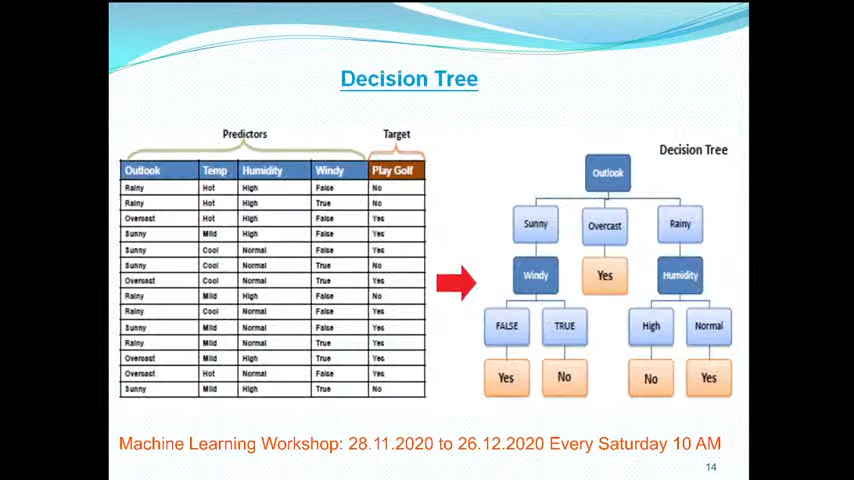 Decision Tree
Predictors Target
Outlook Temp Humidity Windy Play Golf
Rainy Hot High False No
Rainy Hot High True No
Overcast Hot High False Yes
Sunny Mild High False Yes
Sunny Cool Normal False Yes
Sunny Cool Normal True No
Overcast Cool Normal True Yes
Rainy Mild High False No
Rainy Cool Normal False Yes
Sunny Mild Normal False Yes
Rainy Mild Normal True Yes
Overcast Mild High True Yes
Overcast Hot Normal False Yes
Sunny Mild High True No
Decision Tree
Outlook
Sunny Overcast Rainy
Windy Yes Humidity
FALSE TRUE High Normal
Yes No No Yes
Machine Learning Workshop: 28.11.2020 to 26.12.2020 Every Saturday 10 AM
14